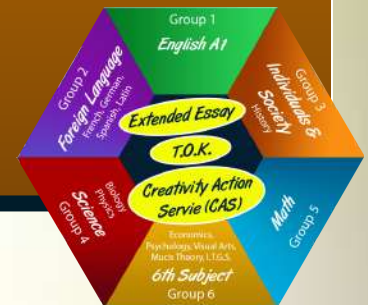 Group 1
English A1
Group 2
Foreign Language
French, German,
Spanish, Latin
Group 3
Individuals &
Society
History
Extended Essay
T.O.K.
Creativity Action
Servie (CAS)
Science
Biology
Physics
Group 4
Math
Group 5
Economics,
Psychology, Visual Arts,
Mucis Theory, I.T.G.S.
6th Subject
Group 6